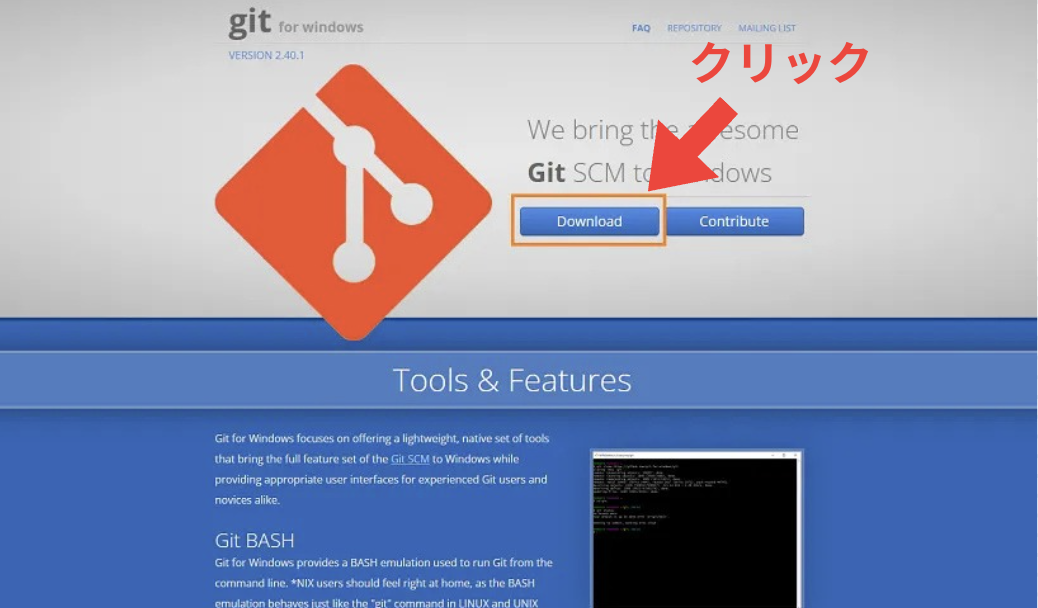 git for windows
FAQ REPOSITORY MAILING LIST
VERSION 2.40.1
クリック
We bring the awesome
Git SCM to Windows
Download Contribute
Tools & Features
Git for Windows focuses on offering a lightweight, native set of tools
that bring the full feature set of the Git SCM to Windows while
providing appropriate user interfaces for experienced Git users and
novices alike.
Git BASH
Git for Windows provides a BASH emulation used to run Git from the
command line. *NIX users should feel right at home, as the BASH
emulation behaves just like the "git" command in LINUX and UNIX